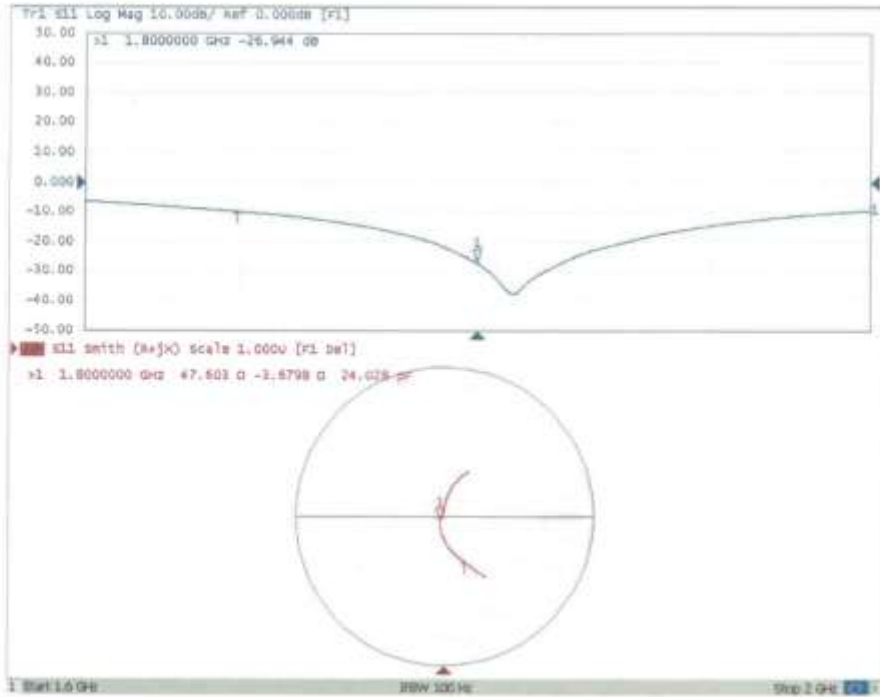 Tr1 S11 Log Mag 10.00dB/ Ref 0.000dB [F1]
50.00
>1 1.8000000 GHz -26.944 dB
40.00
30.00
20.00
10.00
0.000
-10.00
-20.00
-30.00
-40.00
-50.00
S11 Smith (R+jX) Scale 1.000U [F1 Del]
>1 1.8000000 GHz 47.603 Ω -3.6798 Ω 24.028 pF
1 Start 1.6 GHz IFBW 100 Hz Stop 2 GHz